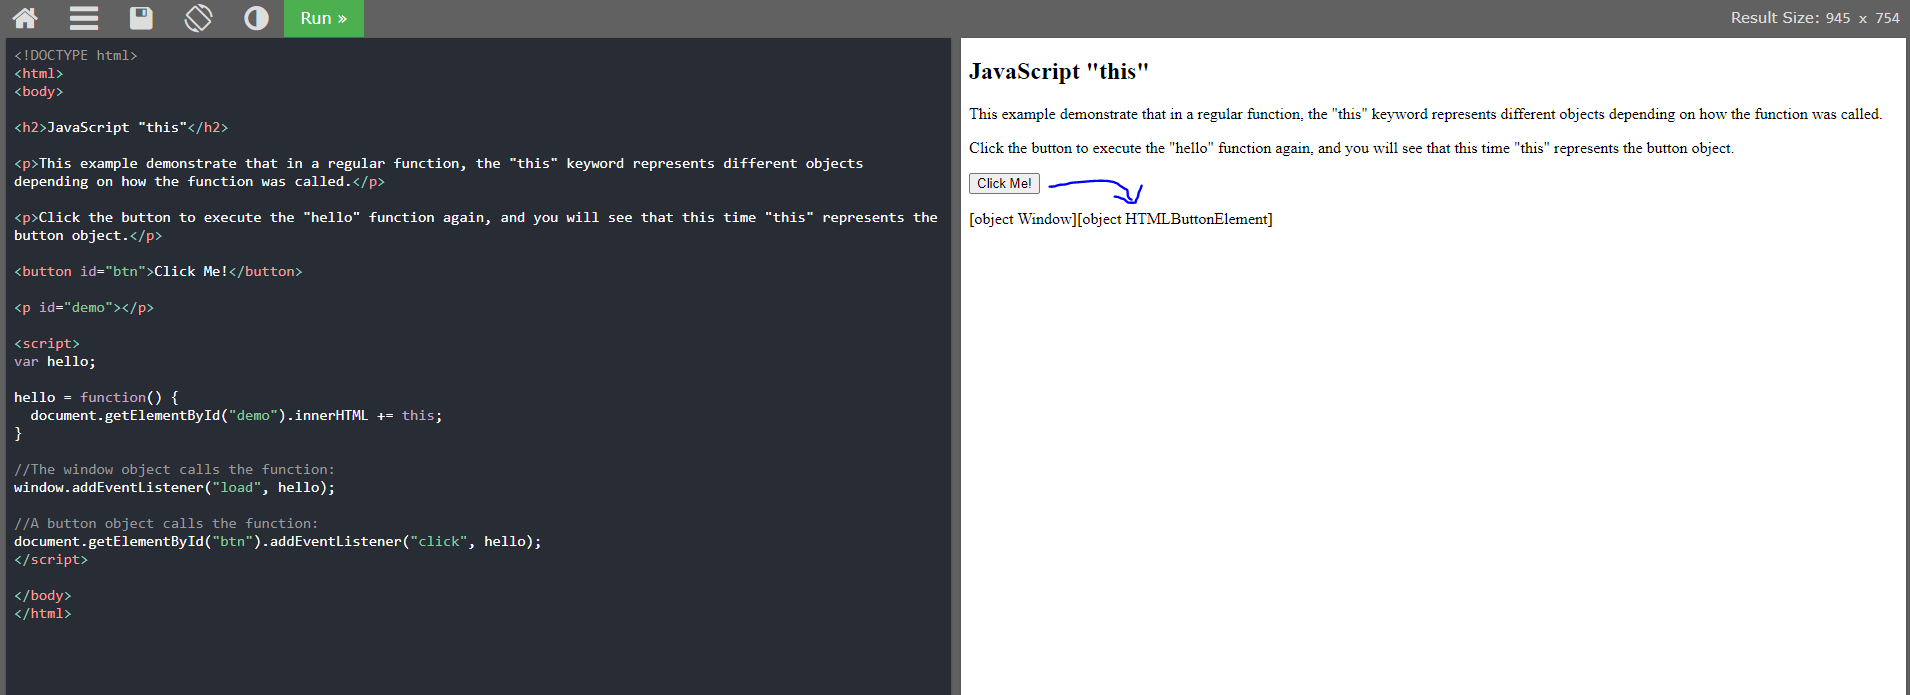 Run »
Result Size: 945 x 754
<!DOCTYPE html>
<html>
<body>
<h2>JavaScript "this"</h2>
<p>This example demonstrate that in a regular function, the "this" keyword represents different objects
depending on how the function was called.</p>
<p>Click the button to execute the "hello" function again, and you will see that this time "this" represents the
button object.</p>
<button id="btn">Click Me!</button>
<p id="demo"></p>
<script>
var hello;
hello = function() {
  document.getElementById("demo").innerHTML += this;
}
//The window object calls the function:
window.addEventListener("load", hello);
//A button object calls the function:
document.getElementById("btn").addEventListener("click", hello);
</script>
</body>
</html>
JavaScript "this"
This example demonstrate that in a regular function, the "this" keyword represents different objects depending on how the function was called.
Click the button to execute the "hello" function again, and you will see that this time "this" represents the button object.
Click Me!
[object Window][object HTMLButtonElement]